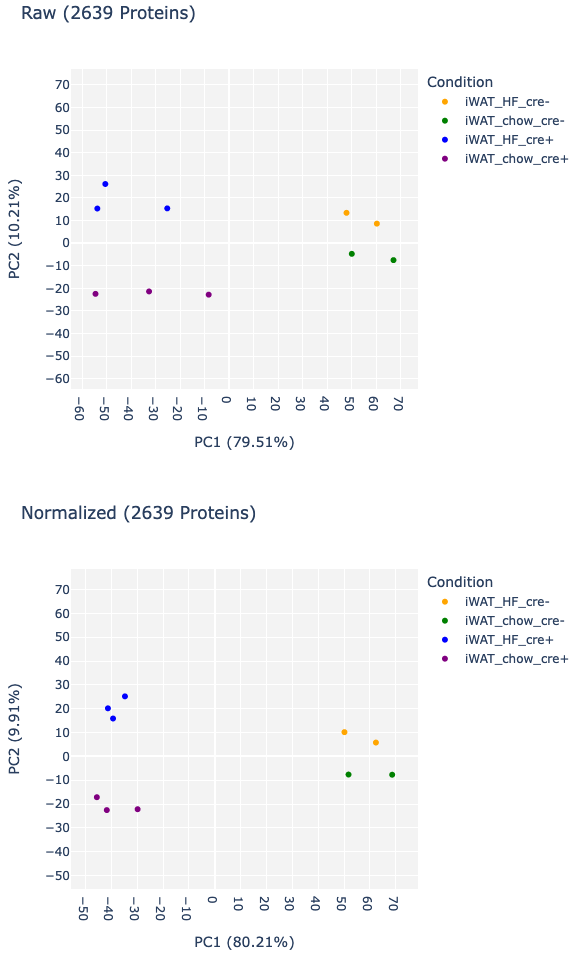 Raw (2639 Proteins)
Condition
iWAT_HF_cre-
iWAT_chow_cre-
iWAT_HF_cre+
iWAT_chow_cre+
70
60
50
40
30
20
10
0
−10
−20
−30
−40
−50
−60
PC2 (10.21%)
−60 −50 −40 −30 −20 −10 0 10 20 30 40 50 60 70
PC1 (79.51%)
Normalized (2639 Proteins)
Condition
iWAT_HF_cre-
iWAT_chow_cre-
iWAT_HF_cre+
iWAT_chow_cre+
70
60
50
40
30
20
10
0
−10
−20
−30
−40
−50
PC2 (9.91%)
−50 −40 −30 −20 −10 0 10 20 30 40 50 60 70
PC1 (80.21%)